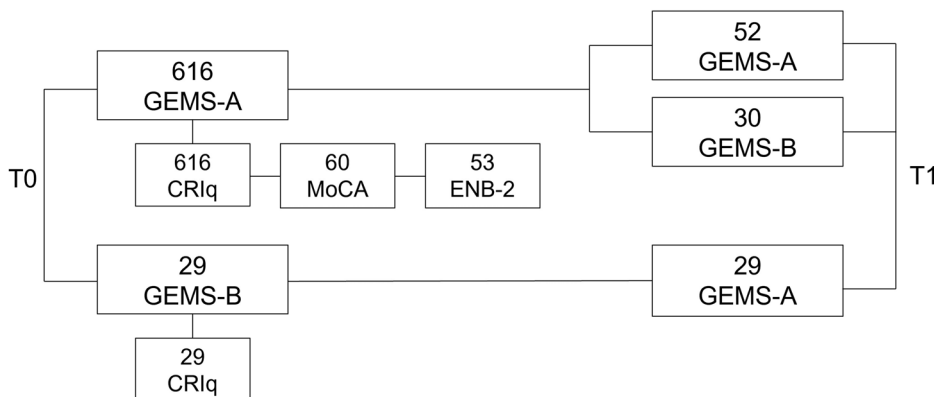 T0
616
GEMS-A
616
CRIq
60
MoCA
53
ENB-2
29
GEMS-B
29
CRIq
52
GEMS-A
30
GEMS-B
29
GEMS-A
T1